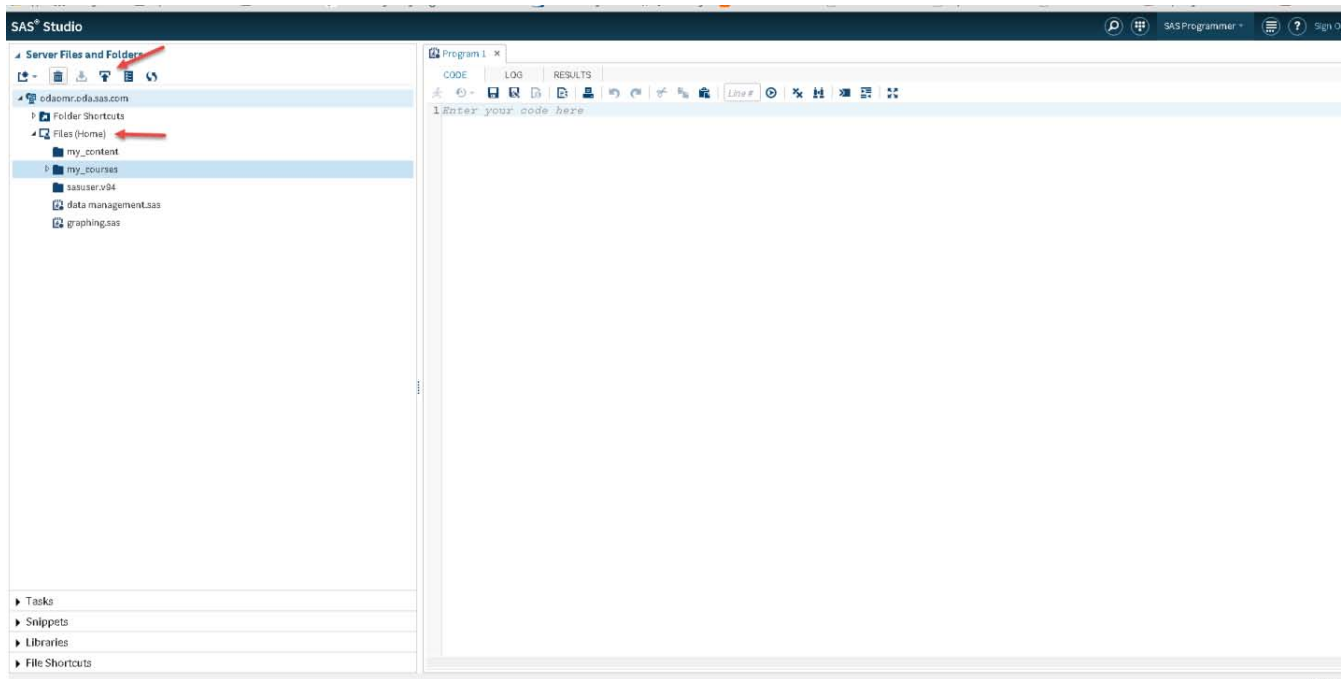 SAS® Studio
SAS Programmer
Sign O
Server Files and Folders
odaomr.oda.sas.com
Folder Shortcuts
Files (Home)
my_content
my_courses
sasuser.v94
data management.sas
graphing.sas
Tasks
Snippets
Libraries
File Shortcuts
Program 1
CODE LOG RESULTS
Line #
1 Enter your code here